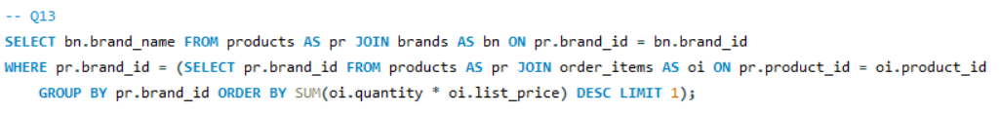 -- Q13
SELECT bn.brand_name FROM products AS pr JOIN brands AS bn ON pr.brand_id = bn.brand_id
WHERE pr.brand_id = (SELECT pr.brand_id FROM products AS pr JOIN order_items AS oi ON pr.product_id = oi.product_id
GROUP BY pr.brand_id ORDER BY SUM(oi.quantity * oi.list_price) DESC LIMIT 1);